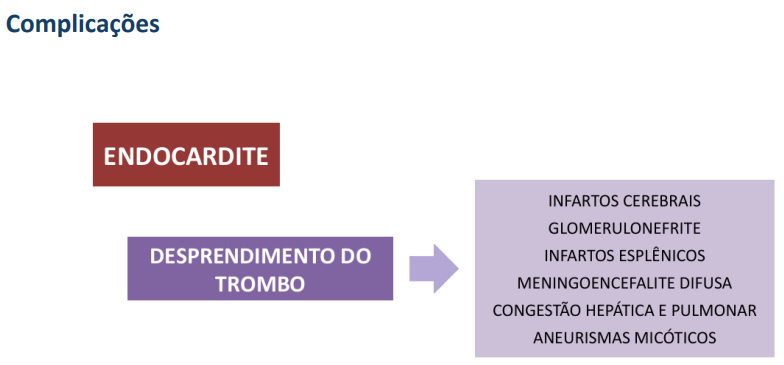 Complicações
ENDOCARDITE
DESPRENDIMENTO DO
TROMBO
INFARTOS CEREBRAIS
GLOMERULONEFRITE
INFARTOS ESPLÊNICOS
MENINGOENCEFALITE DIFUSA
CONGESTÃO HEPÁTICA E PULMONAR
ANEURISMAS MICÓTICOS